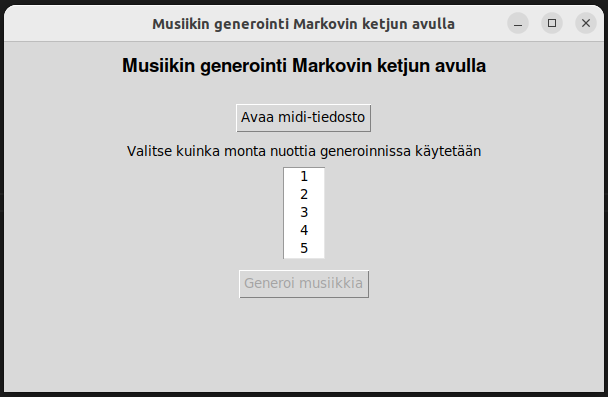 Musiikin generointi Markovin ketjun avulla
Musiikin generointi Markovin ketjun avulla
Avaa midi-tiedosto
Valitse kuinka monta nuottia generoinnissa käytetään
1
2
3
4
5
Generoi musiikkia